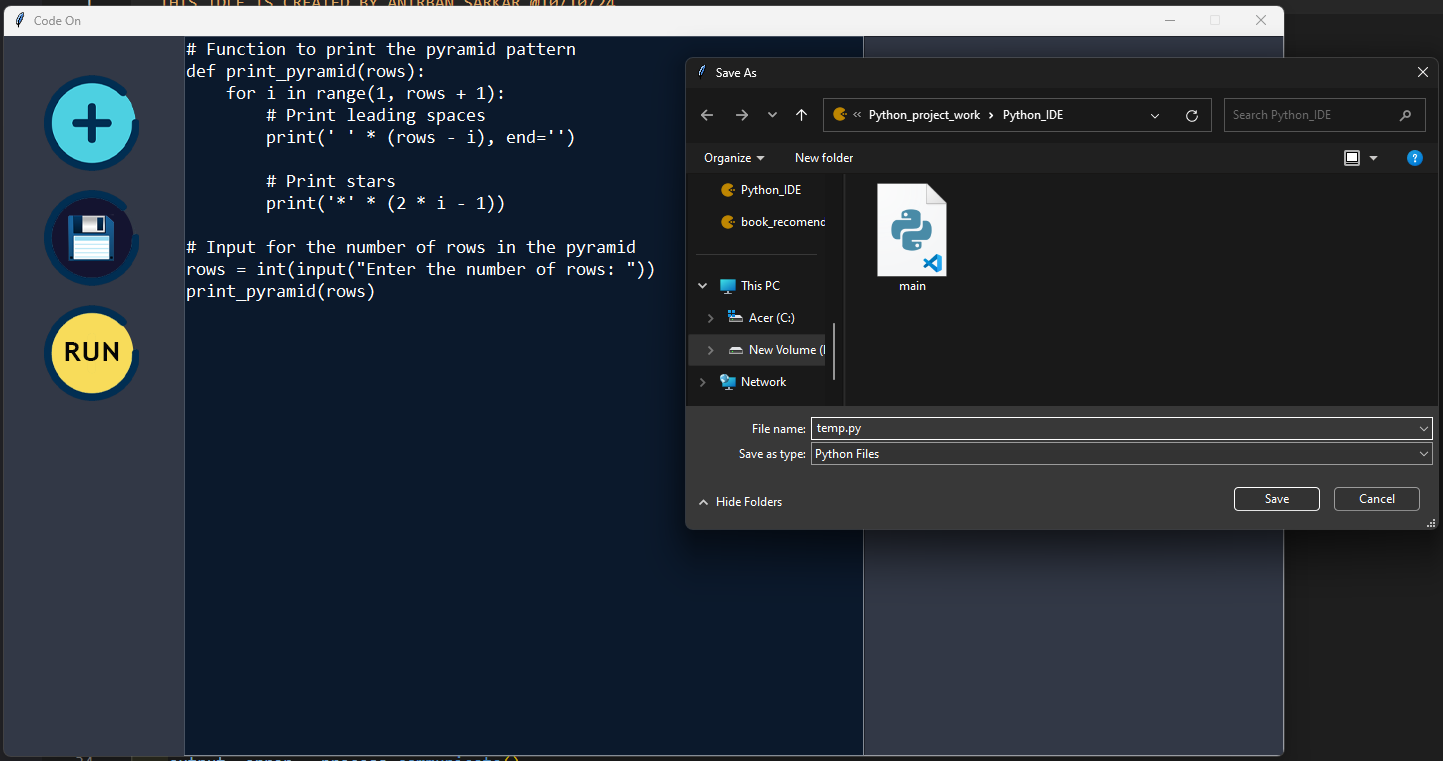 THIS IDLE IS CREATED BY ANIRBAN SARKAR @10/10/24
Code On
# Function to print the pyramid pattern
def print_pyramid(rows):
    for i in range(1, rows + 1):
        # Print leading spaces
        print(' ' * (rows - i), end='')
        # Print stars
        print('*' * (2 * i - 1))
# Input for the number of rows in the pyramid
rows = int(input("Enter the number of rows: "))
print_pyramid(rows)
RUN
Save As
« Python_project_work › Python_IDE
Search Python_IDE
Organize
New folder
Python_IDE
book_recomend
This PC
Acer (C:)
New Volume (
Network
main
File name: temp.py
Save as type: Python Files
Hide Folders
Save
Cancel
process.communicate()